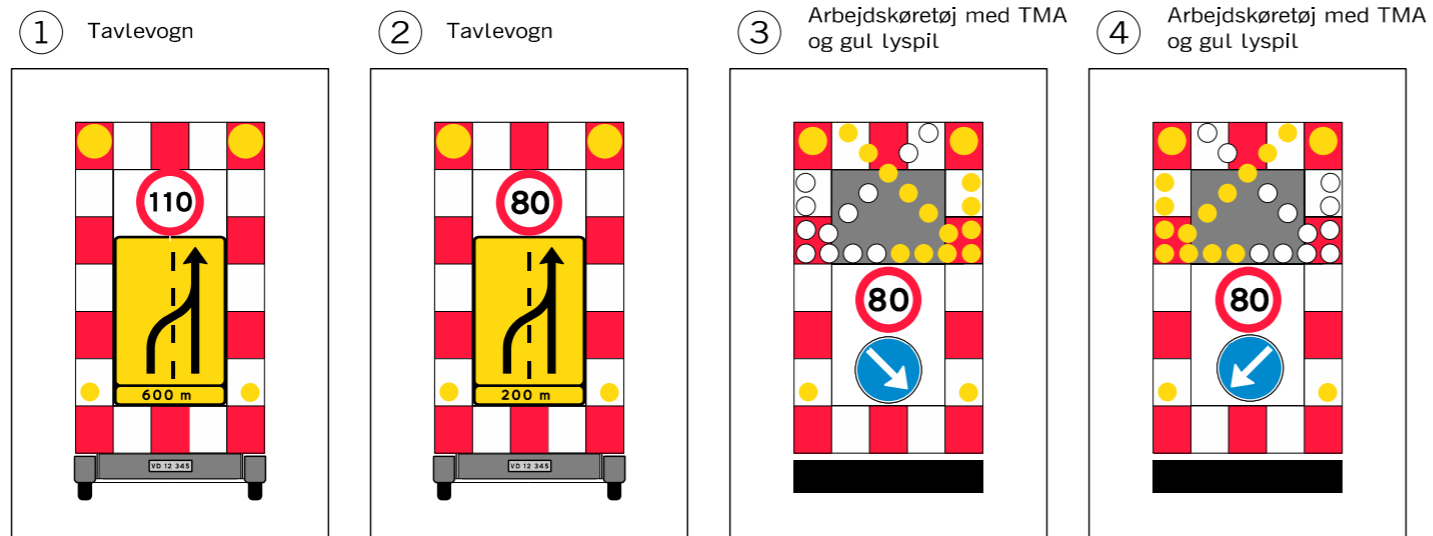 1 Tavlevogn
110
600 m
VD 12 345
2 Tavlevogn
80
200 m
VD 12 345
3 Arbejdskøretøj med TMA
og gul lyspil
80
4 Arbejdskøretøj med TMA
og gul lyspil
80